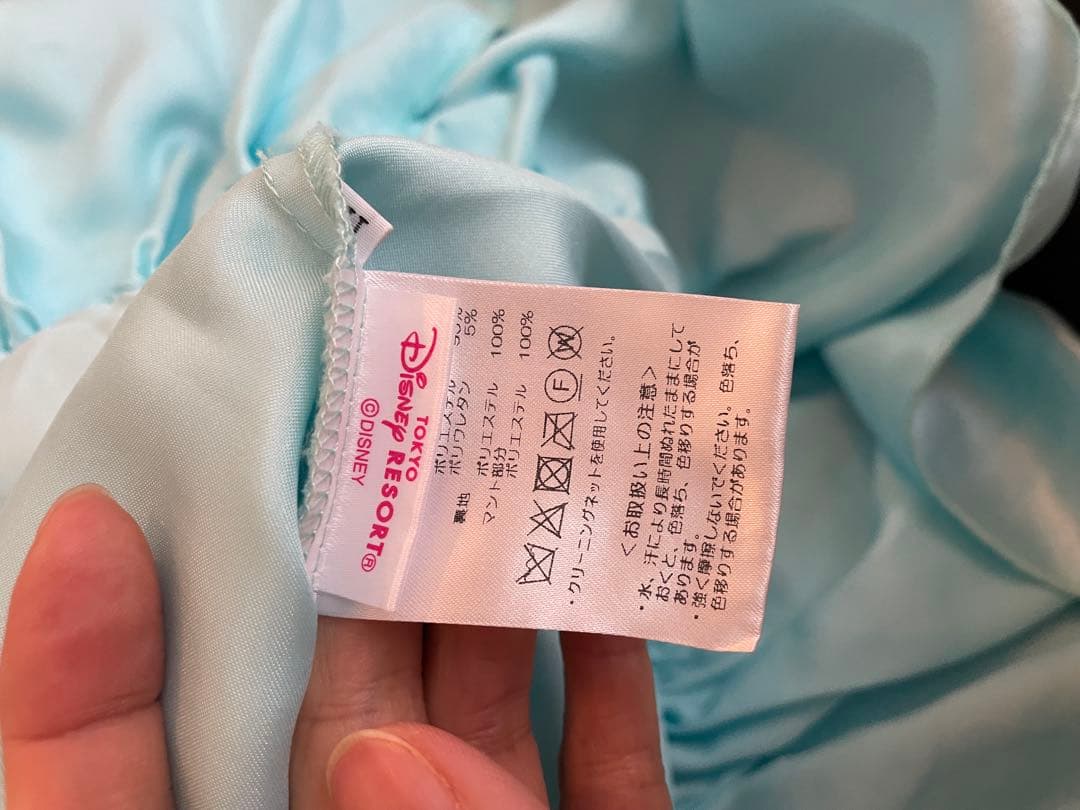 TOKYO
Disney RESORT®
©DISNEY
ポリエステル
ポリウレタン 5%
裏地
ポリエステル 100%
マント部分
ポリエステル 100%
F W
・クリーニングネットを使用してください。
<お取扱い上の注意>
・水、汗により長時間ぬれたままにして
おくと、色落ち、色移りする場合が
あります。
・強く摩擦しないでください。色落ち、
色移りする場合があります。